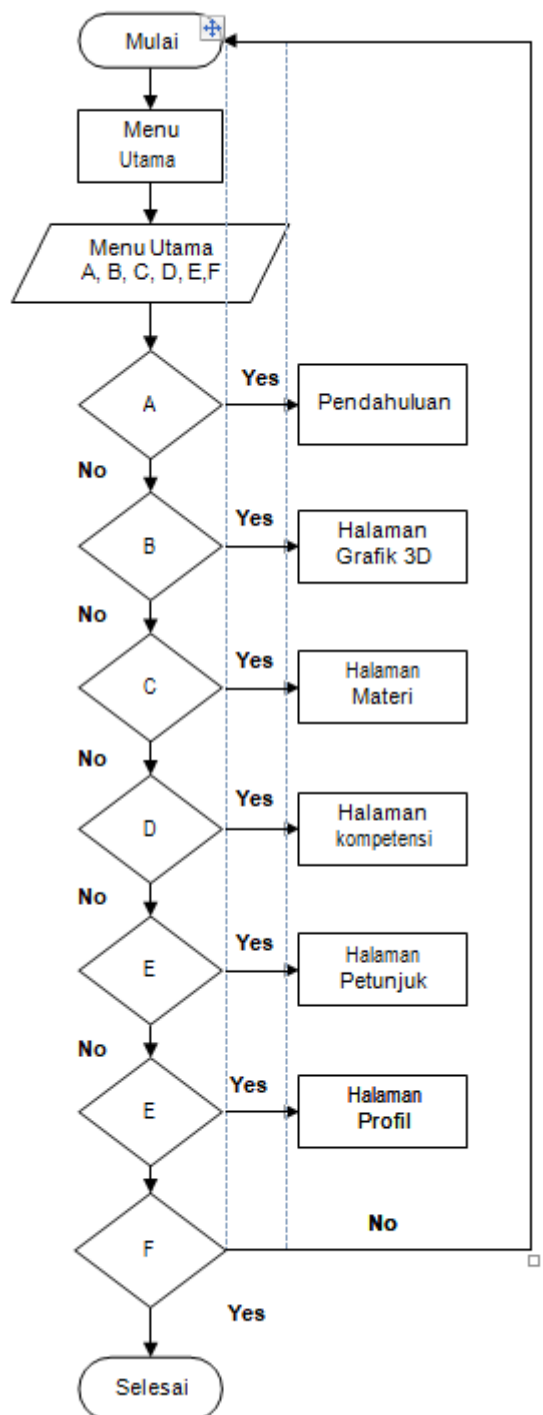 Mulai
Menu
Utama
Menu Utama
A, B, C, D, E,F
A
Yes
Pendahuluan
No
B
Yes
Halaman
Grafik 3D
No
C
Yes
Halaman
Materi
No
D
Yes
Halaman
kompetensi
No
E
Yes
Halaman
Petunjuk
No
E
Yes
Halaman
Profil
F
No
Yes
Selesai